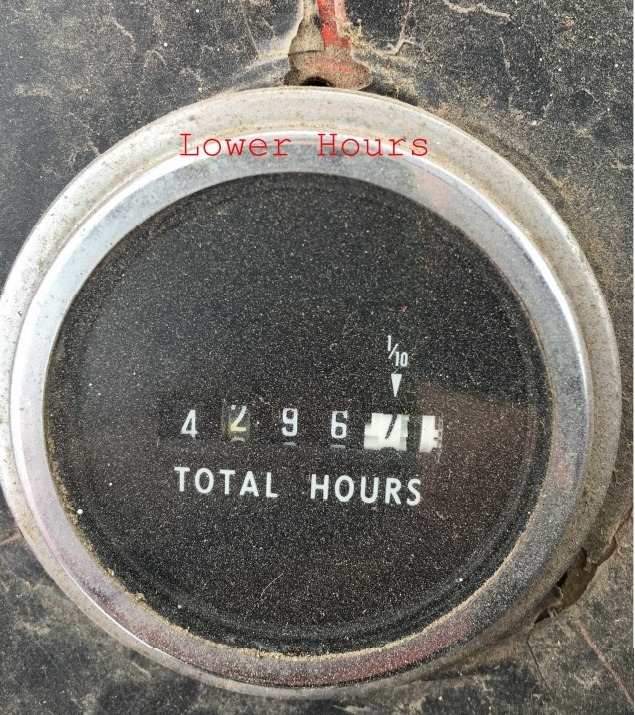 Lower Hours
1/10
4 2 9 6 7
TOTAL HOURS